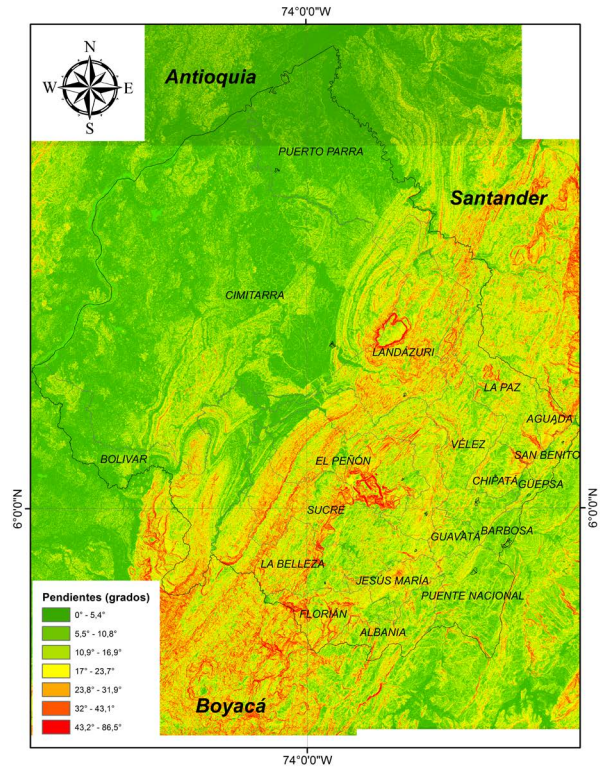 74°0'0"W
N
W E
S
Antioquia
PUERTO PARRA
Santander
CIMITARRA
LANDÁZURI
LA PAZ
AGUADA
VÉLEZ
BOLIVAR
EL PEÑÓN
SAN BENITO
CHIPATÁ
GÜEPSA
6°0'0"N
6°0'0"N
SUCRE
GUAVATÁ
BARBOSA
LA BELLEZA
JESÚS MARÍA
PUENTE NACIONAL
FLORIÁN
ALBANIA
Pendientes (grados)
0° - 5,4°
5,5° - 10,8°
10,9° - 16,9°
17° - 23,7°
23,8° - 31,9°
32° - 43,1°
43,2° - 86,5°
Boyacá
74°0'0"W